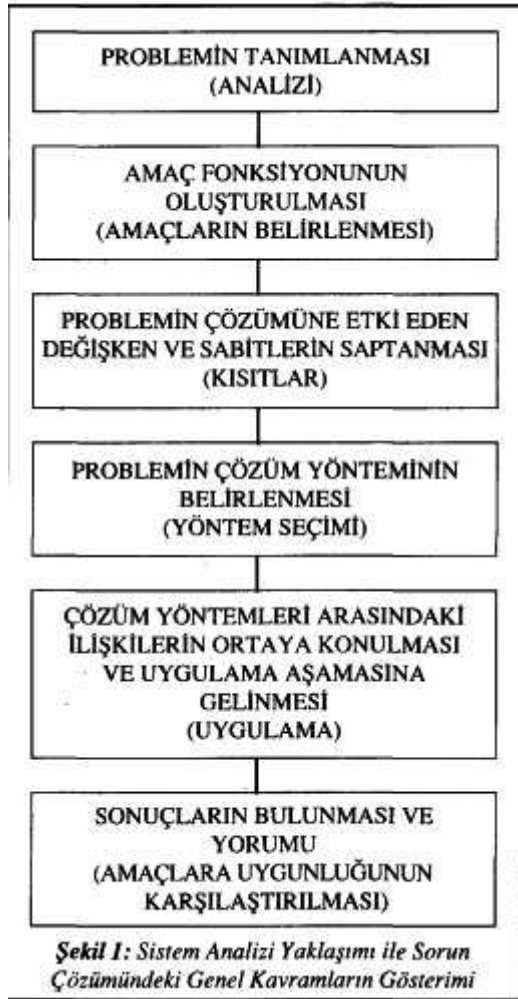 PROBLEMİN TANIMLANMASI
(ANALİZİ)
AMAÇ FONKSİYONUNUN
OLUŞTURULMASI
(AMAÇLARIN BELİRLENMESİ)
PROBLEMİN ÇÖZÜMÜNE ETKİ EDEN
DEĞİŞKEN VE SABİTLERİN SAPTANMASI
(KISITLAR)
PROBLEMİN ÇÖZÜM YÖNTEMİNİN
BELİRLENMESİ
(YÖNTEM SEÇİMİ)
ÇÖZÜM YÖNTEMLERİ ARASINDAKİ
İLİŞKİLERİN ORTAYA KONULMASI
VE UYGULAMA AŞAMASINA
GELİNMESİ
(UYGULAMA)
SONUÇLARIN BULUNMASI VE
YORUMU
(AMAÇLARA UYGUNLUĞUNUN
KARŞILAŞTIRILMASI)
Şekil 1: Sistem Analizi Yaklaşımı ile Sorun
Çözümündeki Genel Kavramların Gösterimi